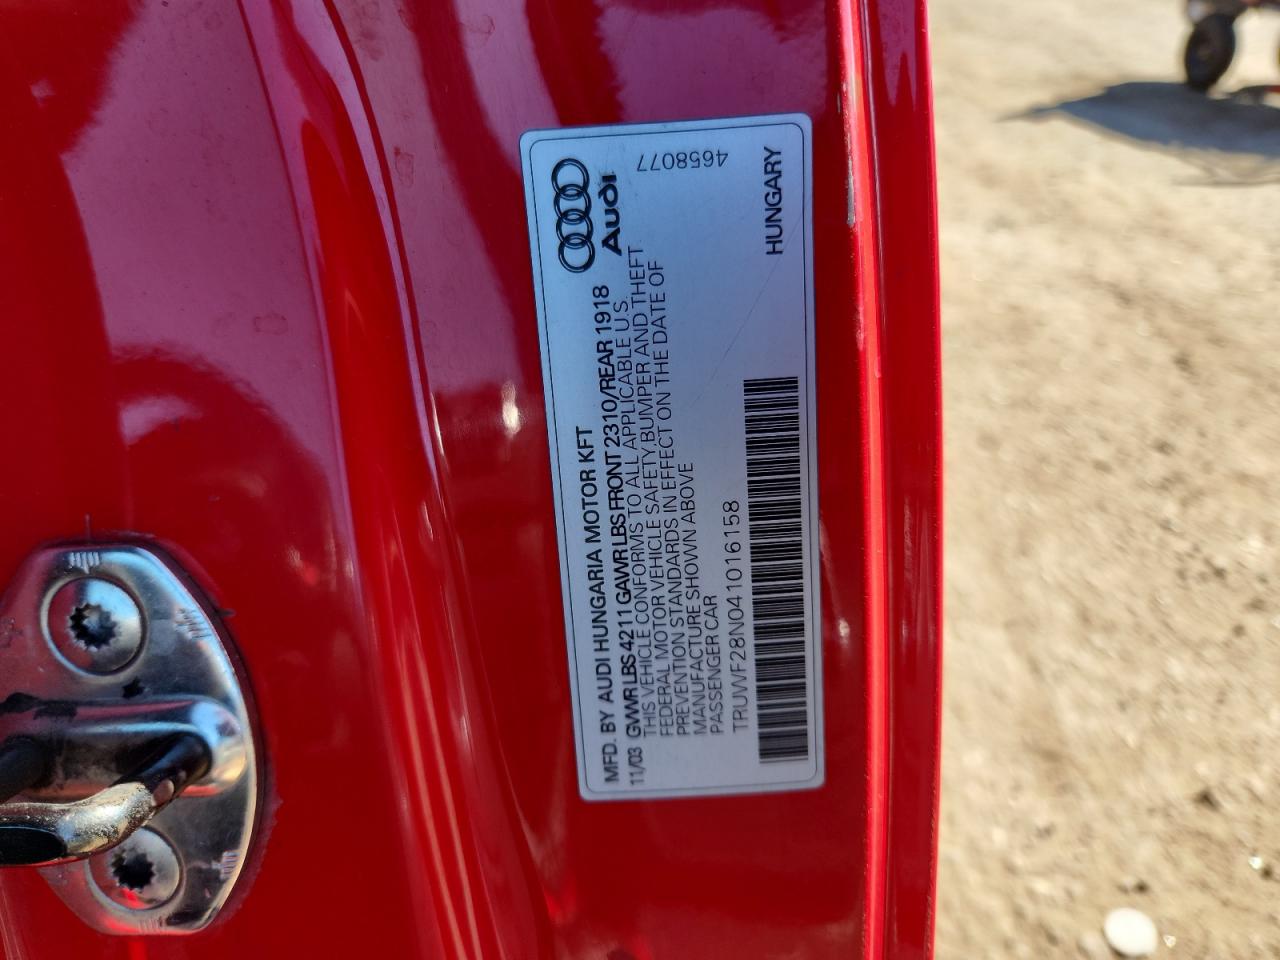 MFD. BY AUDI HUNGARIA MOTOR KFT
11/03 GVWR LBS 4211 GAWR LBS FRONT 2310/REAR 1918
THIS VEHICLE CONFORMS TO ALL APPLICABLE U.S.
FEDERAL MOTOR VEHICLE SAFETY,BUMPER AND THEFT
PREVENTION STANDARDS IN EFFECT ON THE DATE OF
MANUFACTURE SHOWN ABOVE
PASSENGER CAR
TRUWF28N041016158
Audi
4658077
HUNGARY